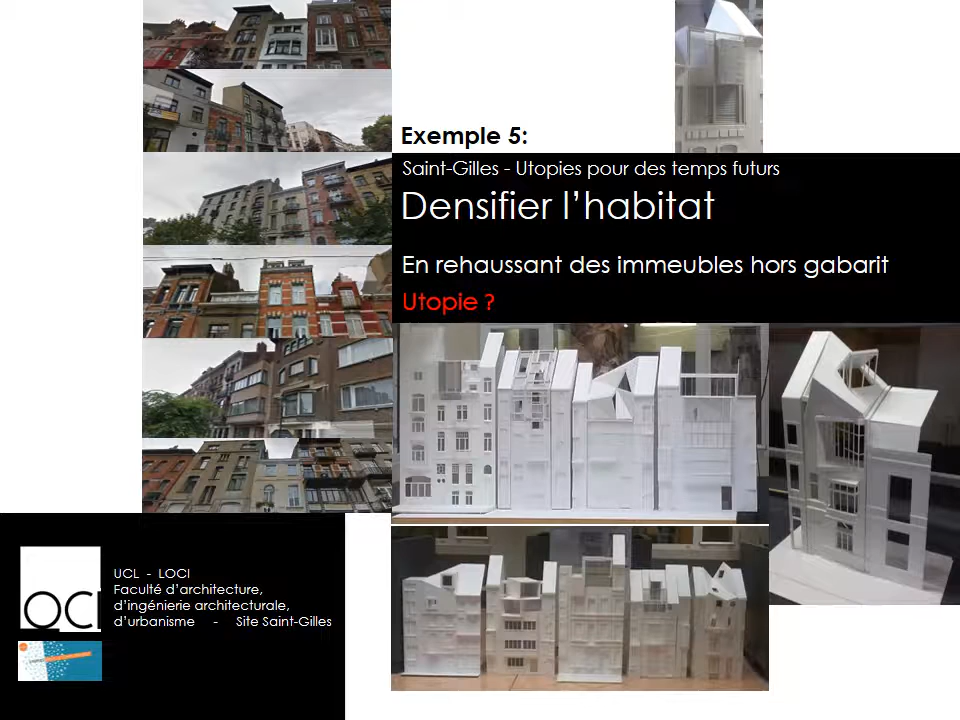 Exemple 5:
Saint-Gilles - Utopies pour des temps futurs
Densifier l'habitat
En rehaussant des immeubles hors gabarit
Utopie ?
OCI
UCL - LOCI
Faculté d'architecture,
d'ingénierie architecturale,
d'urbanisme - Site Saint-Gilles